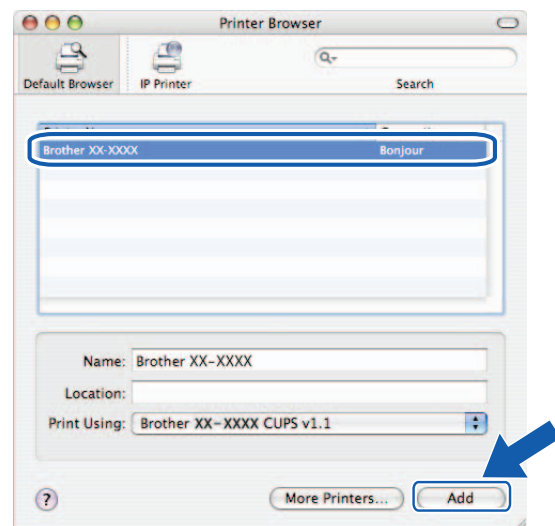 Printer Browser
Default Browser
IP Printer
Search
Brother XX-XXXX Bonjour
Name: Brother XX-XXXX
Location:
Print Using: Brother XX-XXXX CUPS v1.1
? More Printers... Add